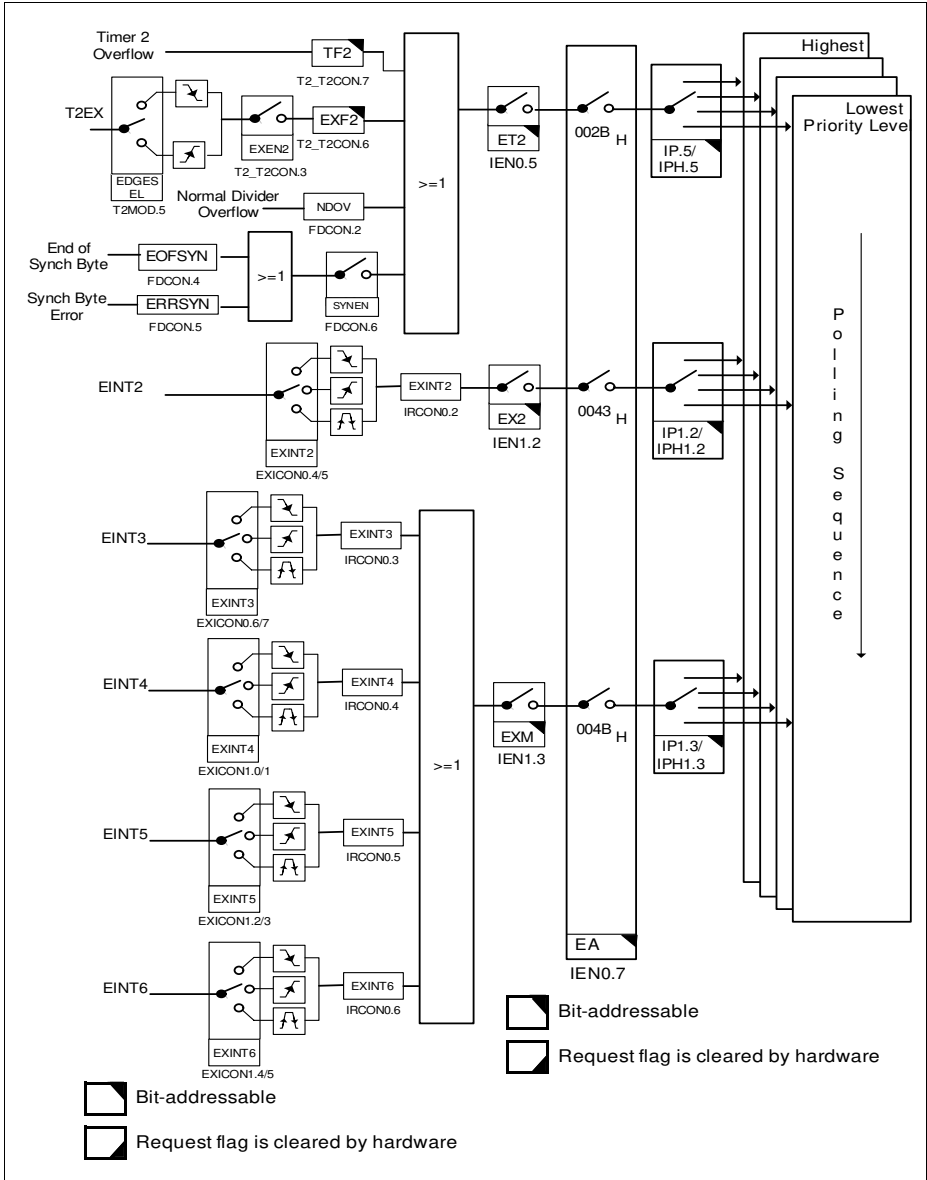 Timer 2
Overflow
TF2
T2_T2CON.7
T2EX
EDGES
EL
T2MOD.5
EXEN2
T2_T2CON.3
EXF2
T2_T2CON.6
Normal Divider
Overflow
NDOV
FDCON.2
End of
Synch Byte
EOFSYN
FDCON.4
Synch Byte
Error
ERRSYN
FDCON.5
>=1
SYNEN
FDCON.6
>=1
ET2
IEN0.5
002B H
IP.5/
IPH.5
Highest
Lowest
Priority Level
Polling Sequence
EINT2
EXINT2
EXICON0.4/5
EXINT2
IRCON0.2
EX2
IEN1.2
0043 H
IP1.2/
IPH1.2
EINT3
EXINT3
EXICON0.6/7
EXINT3
IRCON0.3
EINT4
EXINT4
EXICON1.0/1
EXINT4
IRCON0.4
>=1
EXM
IEN1.3
004B H
IP1.3/
IPH1.3
EINT5
EXINT5
EXICON1.2/3
EXINT5
IRCON0.5
EINT6
EXINT6
EXICON1.4/5
EXINT6
IRCON0.6
EA
IEN0.7
Bit-addressable
Request flag is cleared by hardware
Bit-addressable
Request flag is cleared by hardware